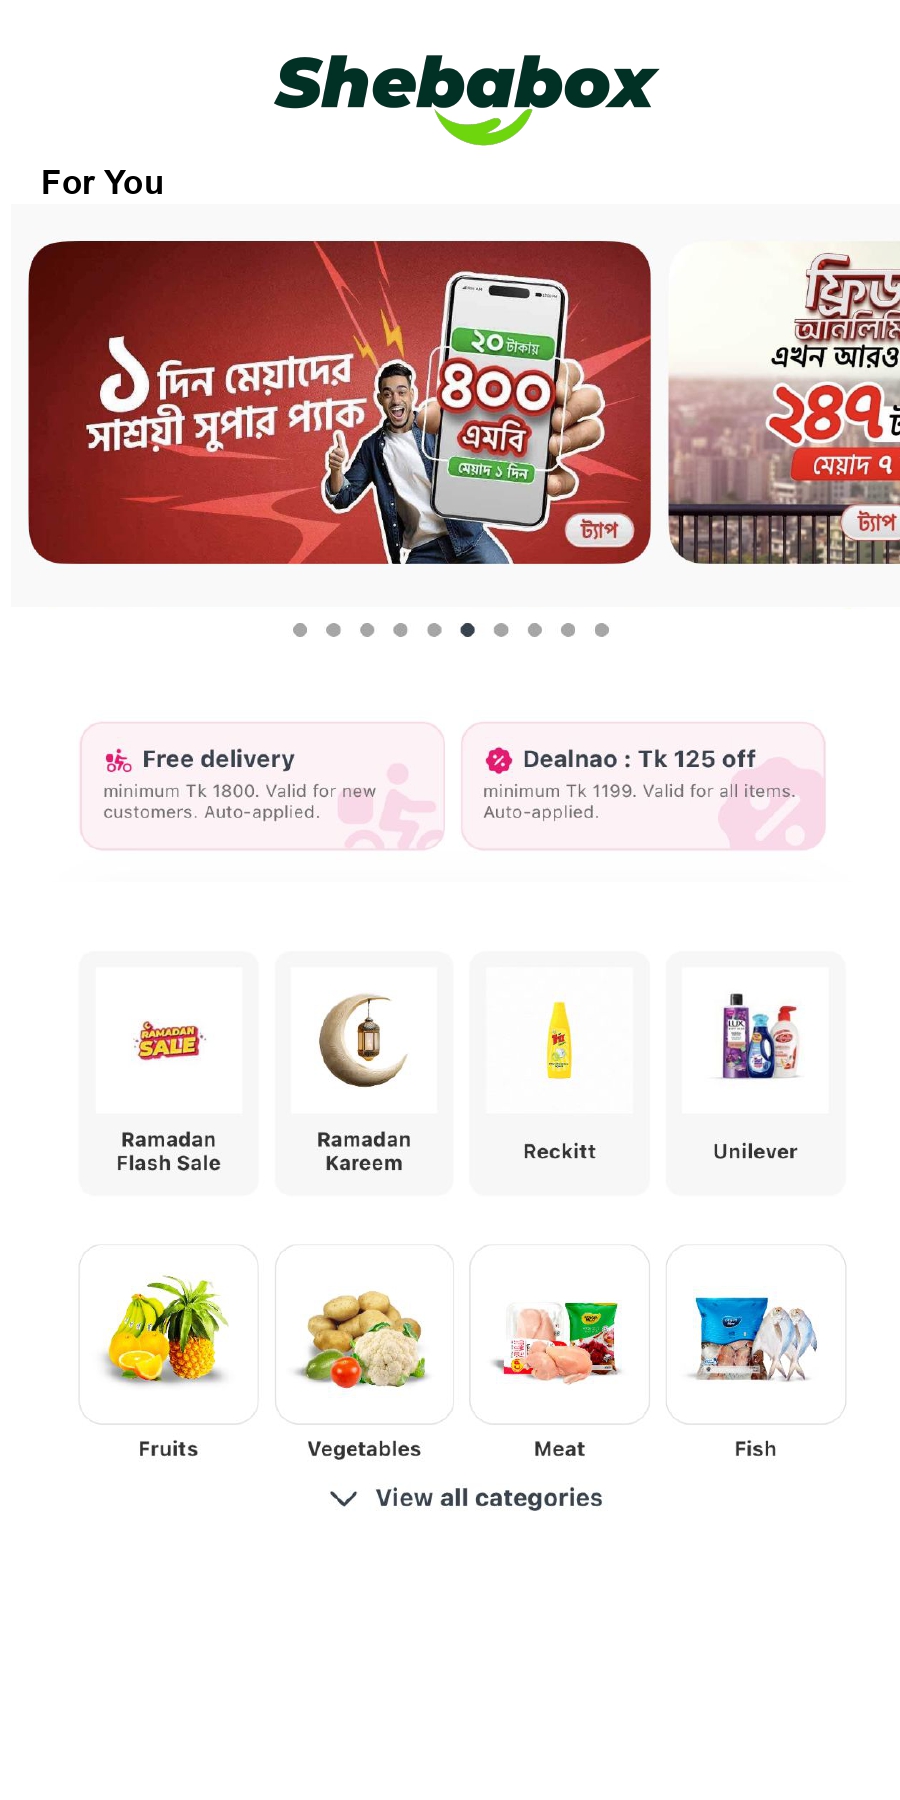 Shebabox
For You
১ দিন মেয়াদের
সাশ্রয়ী সুপার প্যাক
২০ টাকায়
৪০০
এমবি
মেয়াদ ১ দিন
ট্যাপ
এখন আরও
২৪৭
মেয়াদ ৭
ট্যাপ
Free delivery
minimum Tk 1800. Valid for new
customers. Auto-applied.
Dealnao : Tk 125 off
minimum Tk 1199. Valid for all items.
Auto-applied.
RAMADAN
SALE
LUX
Ramadan
Flash Sale
Ramadan
Kareem
Reckitt
Unilever
Fruits
Vegetables
Meat
Fish
View all categories